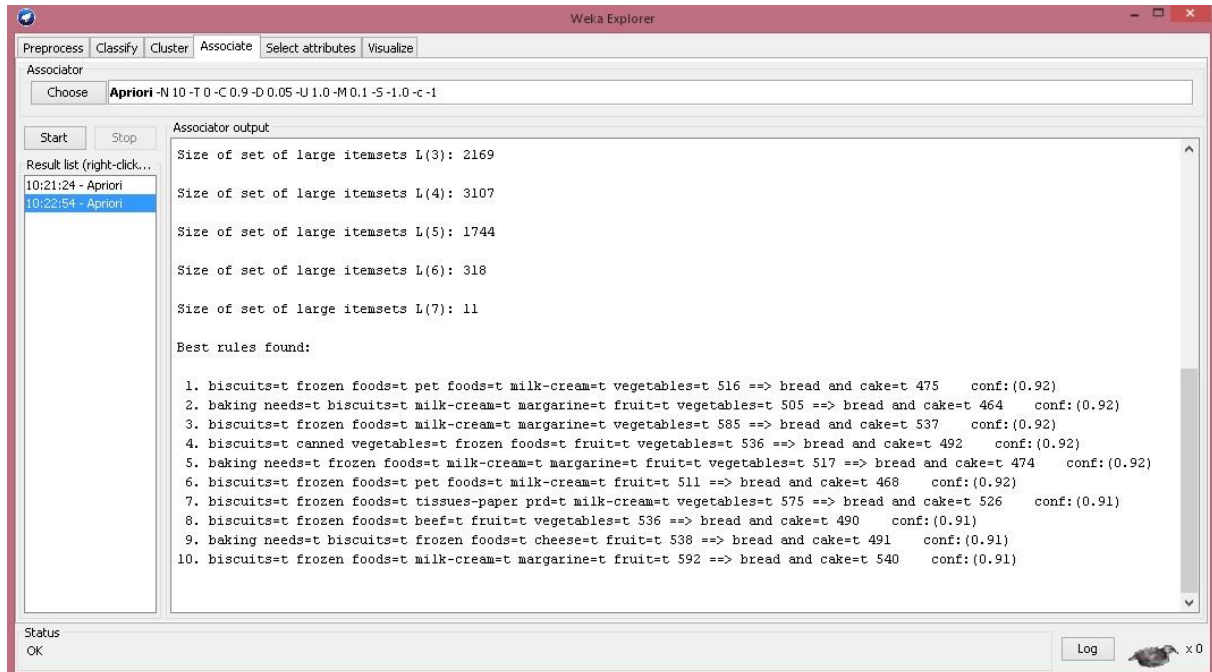 Weka Explorer
Preprocess Classify Cluster Associate Select attributes Visualize
Associator
Choose Apriori -N 10 -T 0 -C 0.9 -D 0.05 -U 1.0 -M 0.1 -S -1.0 -c -1
Start Stop
Result list (right-click...
10:21:24 - Apriori
10:22:54 - Apriori
Associator output
Size of set of large itemsets L(3): 2169
Size of set of large itemsets L(4): 3107
Size of set of large itemsets L(5): 1744
Size of set of large itemsets L(6): 318
Size of set of large itemsets L(7): 11
Best rules found:
1. biscuits=t frozen foods=t pet foods=t milk-cream=t vegetables=t 516 ==> bread and cake=t 475 conf:(0.92)
2. baking needs=t biscuits=t milk-cream=t margarine=t fruit=t vegetables=t 505 ==> bread and cake=t 464 conf:(0.92)
3. biscuits=t frozen foods=t milk-cream=t margarine=t vegetables=t 585 ==> bread and cake=t 537 conf:(0.92)
4. biscuits=t canned vegetables=t frozen foods=t fruit=t vegetables=t 536 ==> bread and cake=t 492 conf:(0.92)
5. baking needs=t frozen foods=t milk-cream=t margarine=t fruit=t vegetables=t 517 ==> bread and cake=t 474 conf:(0.92)
6. biscuits=t frozen foods=t pet foods=t milk-cream=t fruit=t 511 ==> bread and cake=t 468 conf:(0.92)
7. biscuits=t frozen foods=t tissues-paper prd=t milk-cream=t vegetables=t 575 ==> bread and cake=t 526 conf:(0.91)
8. biscuits=t frozen foods=t beef=t fruit=t vegetables=t 536 ==> bread and cake=t 490 conf:(0.91)
9. baking needs=t biscuits=t frozen foods=t cheese=t fruit=t 538 ==> bread and cake=t 491 conf:(0.91)
10. biscuits=t frozen foods=t milk-cream=t margarine=t fruit=t 592 ==> bread and cake=t 540 conf:(0.91)
Status
OK
Log x 0